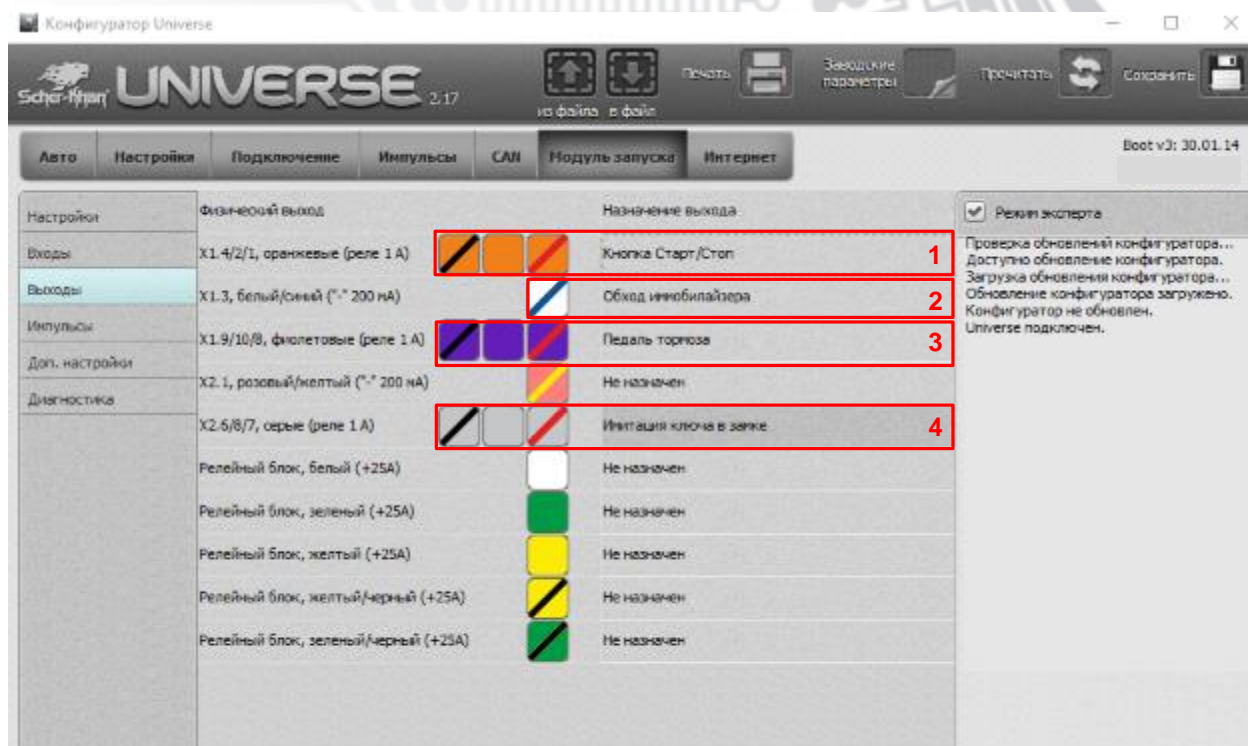 Конфигуратор Universe
Scher-Khan UNIVERSE 2.17
из файла в файл
Печать
Заводские параметры
Прочитать
Сохранить
Авто Настройки Подключение Импульсы CAN Модуль запуска Интернет
Boot v3: 30.01.14
Настройки
Входы
Выходы
Импульсы
Доп. настройки
Диагностика
Физический выход Назначение выхода
X1.4/2/1, оранжевые (реле 1 А) Кнопка Старт/Стоп 1
X1.3, белый/синий ("-" 200 мА) Обход иммобилайзера 2
X1.9/10/8, фиолетовые (реле 1 А) Педаль тормоза 3
X2.1, розовый/желтый ("-" 200 мА) Не назначен
X2.6/8/7, серые (реле 1 А) Имитация ключа в замке 4
Релейный блок, белый (+25А) Не назначен
Релейный блок, зеленый (+25А) Не назначен
Релейный блок, желтый (+25А) Не назначен
Релейный блок, желтый/черный (+25А) Не назначен
Релейный блок, зеленый/черный (+25А) Не назначен
Режим эксперта
Проверка обновлений конфигуратора...
Доступно обновление конфигуратора.
Загрузка обновления конфигуратора...
Обновление конфигуратора загружено.
Конфигуратор не обновлен.
Universe подключен.